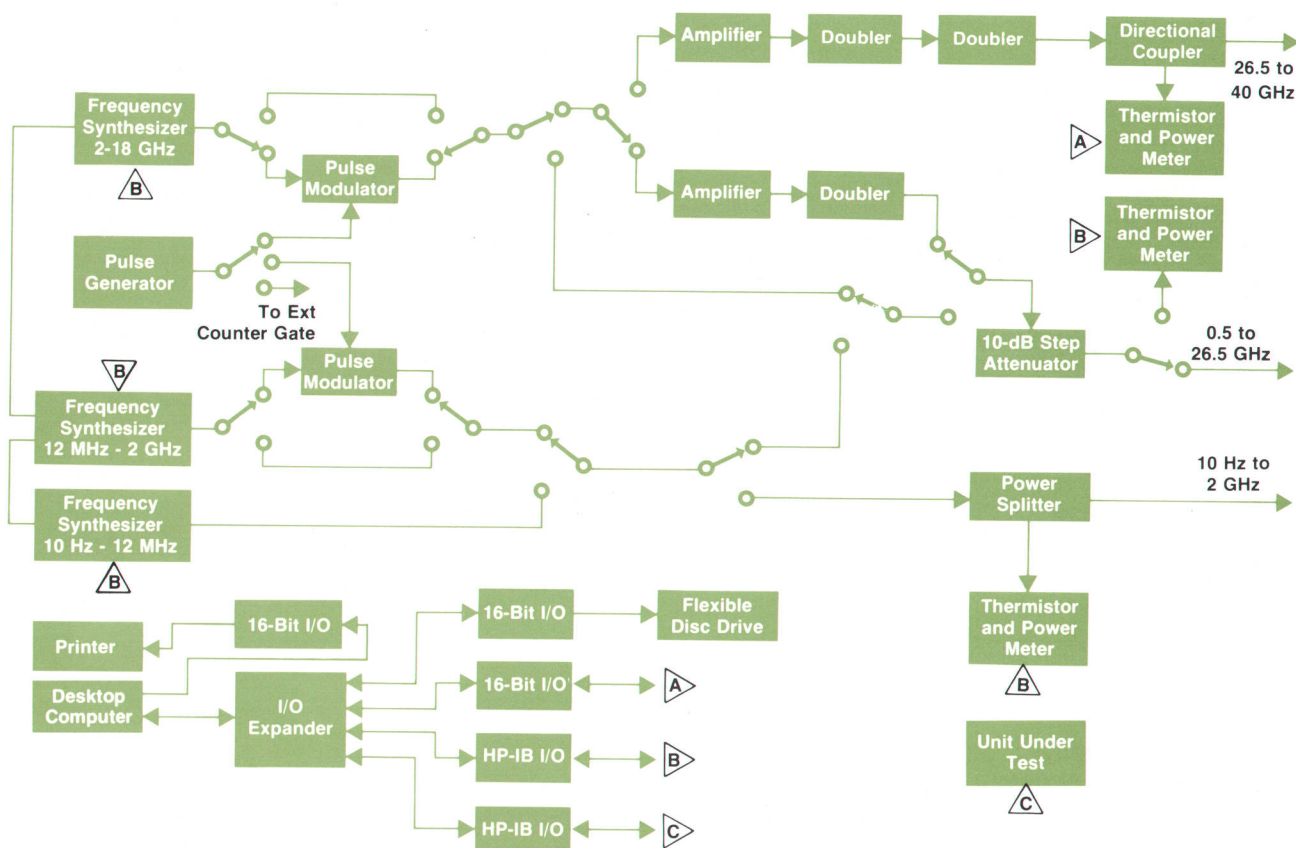 Amplifier
Doubler
Doubler
Directional
Coupler
26.5 to
40 GHz
Frequency
Synthesizer
2-18 GHz
B
Pulse
Modulator
A
Thermistor
and Power
Meter
Amplifier
Doubler
B
Thermistor
and Power
Meter
Pulse
Generator
To Ext
Counter Gate
Pulse
Modulator
10-dB Step
Attenuator
0.5 to
26.5 GHz
B
Frequency
Synthesizer
12 MHz - 2 GHz
Frequency
Synthesizer
10 Hz - 12 MHz
B
Power
Splitter
10 Hz to
2 GHz
Thermistor
and Power
Meter
B
Printer
16-Bit I/O
16-Bit I/O
Flexible
Disc Drive
Desktop
Computer
I/O
Expander
16-Bit I/O
A
HP-IB I/O
B
HP-IB I/O
C
Unit Under
Test
C